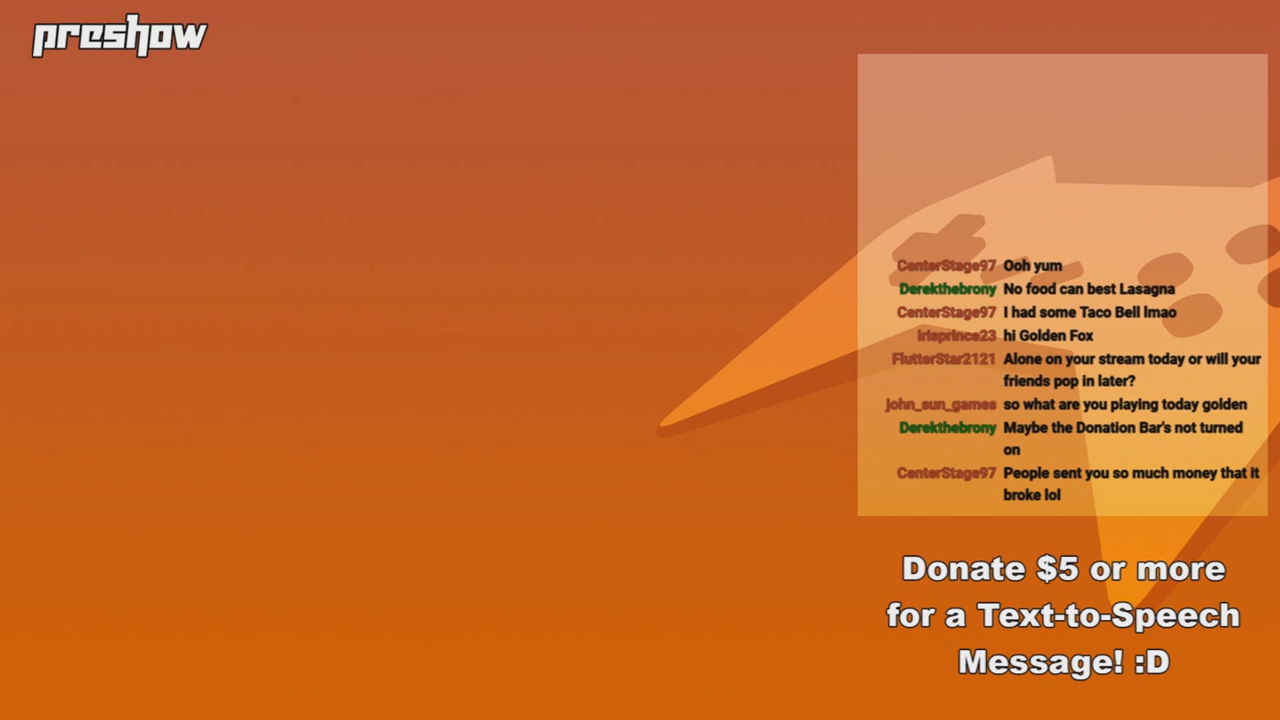 preshow
CenterStage97 Ooh yum
Derekthebrony No food can best Lasagna
CenterStage97 I had some Taco Bell lmao
irisprince23 hi Golden Fox
FlutterStar2121 Alone on your stream today or will your
friends pop in later?
john_sun_games so what are you playing today golden
Derekthebrony Maybe the Donation Bar's not turned
on
CenterStage97 People sent you so much money that it
broke lol
Donate $5 or more
for a Text-to-Speech
Message! :D